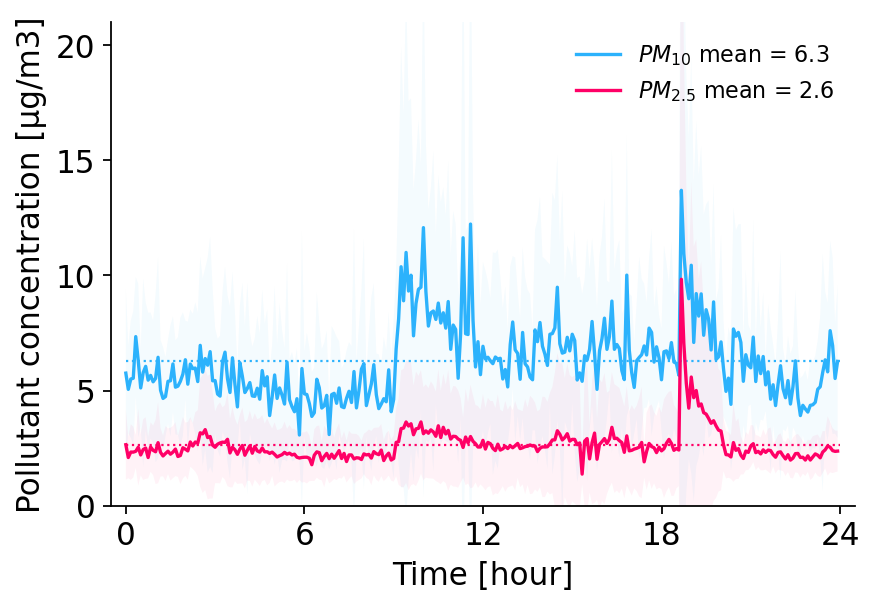 Pollutant concentration [µg/m3]
20
15
10
5
0
PM10 mean = 6.3
PM2.5 mean = 2.6
0 6 12 18 24
Time [hour]